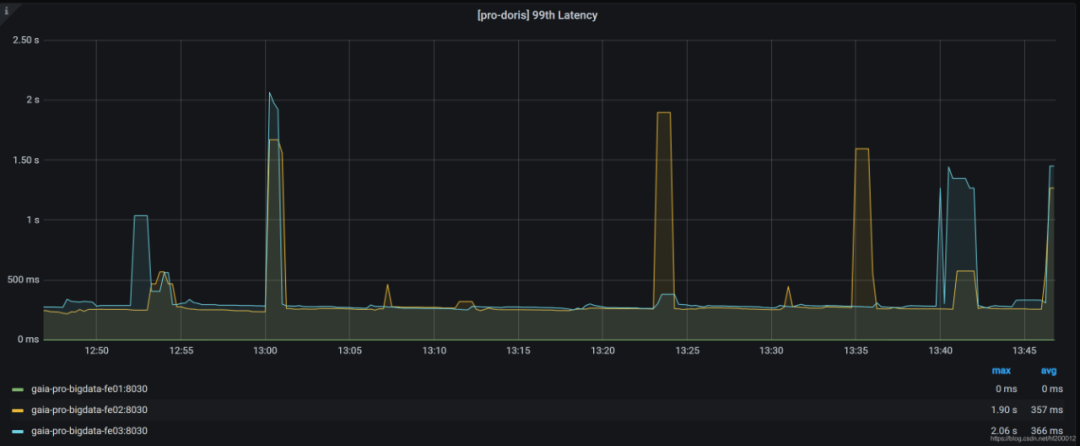 i
[pro-doris] 99th Latency
2.50 s
2 s
1.50 s
1 s
500 ms
0 ms
12:50 12:55 13:00 13:05 13:10 13:15 13:20 13:25 13:30 13:35 13:40 13:45
max avg
gaia-pro-bigdata-fe01:8030 0 ms 0 ms
gaia-pro-bigdata-fe02:8030 1.90 s 357 ms
gaia-pro-bigdata-fe03:8030 2.06 s 366 ms
https://blog.csdn.net/hf200012